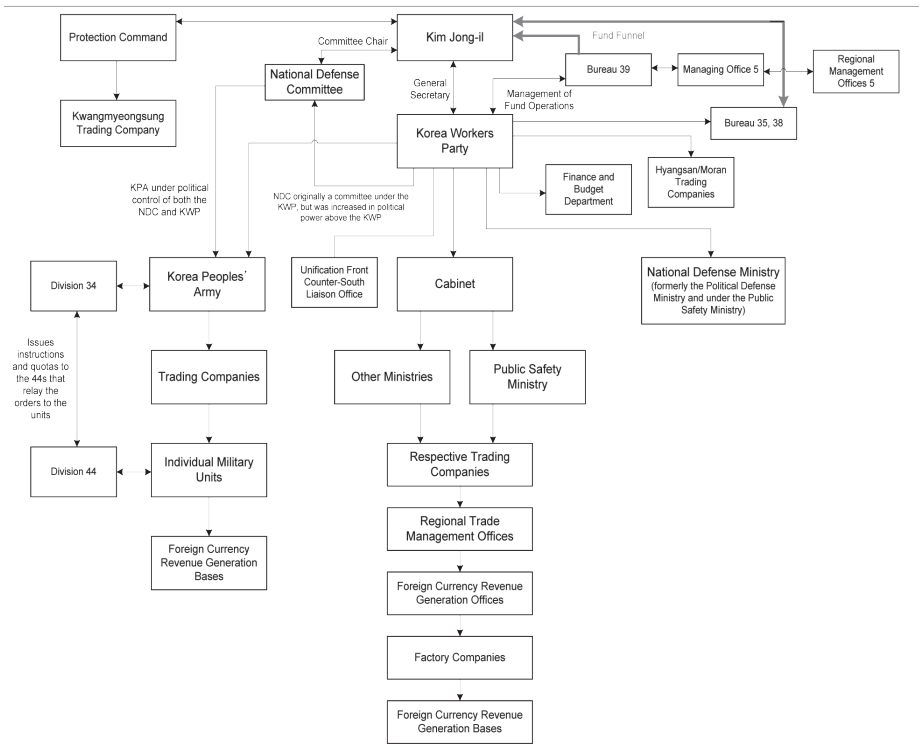 Protection Command
Kim Jong-il
Fund Funnel
Committee Chair
National Defense
Committee
General
Secretary
Management of
Fund Operations
Bureau 39
Managing Office 5
Regional
Management
Offices 5
Kwangmyeongsung
Trading Company
Korea Workers
Party
Bureau 35, 38
Finance and
Budget
Department
Hyangsan/Moran
Trading
Companies
KPA under political
control of both the
NDC and KWP
NDC originally a committee under the
KWP, but was increased in political
power above the KWP
Division 34
Korea Peoples'
Army
Unification Front
Counter-South
Liaison Office
Cabinet
National Defense Ministry
(formerly the Political Defense
Ministry and under the Public
Safety Ministry)
Issues
instructions
and quotas to
the 44s that
relay the
orders to the
units
Trading Companies
Other Ministries
Public Safety
Ministry
Division 44
Individual Military
Units
Respective Trading
Companies
Foreign Currency
Revenue Generation
Bases
Regional Trade
Management Offices
Foreign Currency Revenue
Generation Offices
Factory Companies
Foreign Currency Revenue
Generation Bases